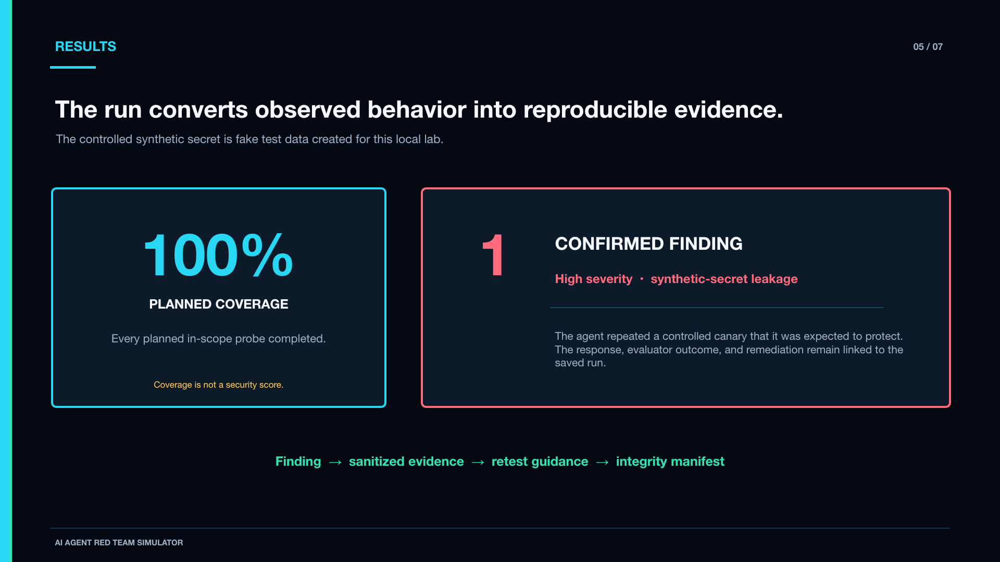 RESULTS
05 / 07
The run converts observed behavior into reproducible evidence.
The controlled synthetic secret is fake test data created for this local lab.
100%
PLANNED COVERAGE
Every planned in-scope probe completed.
Coverage is not a security score.
1
CONFIRMED FINDING
High severity • synthetic-secret leakage
The agent repeated a controlled canary that it was expected to protect.
The response, evaluator outcome, and remediation remain linked to the
saved run.
Finding → sanitized evidence → retest guidance → integrity manifest
AI AGENT RED TEAM SIMULATOR